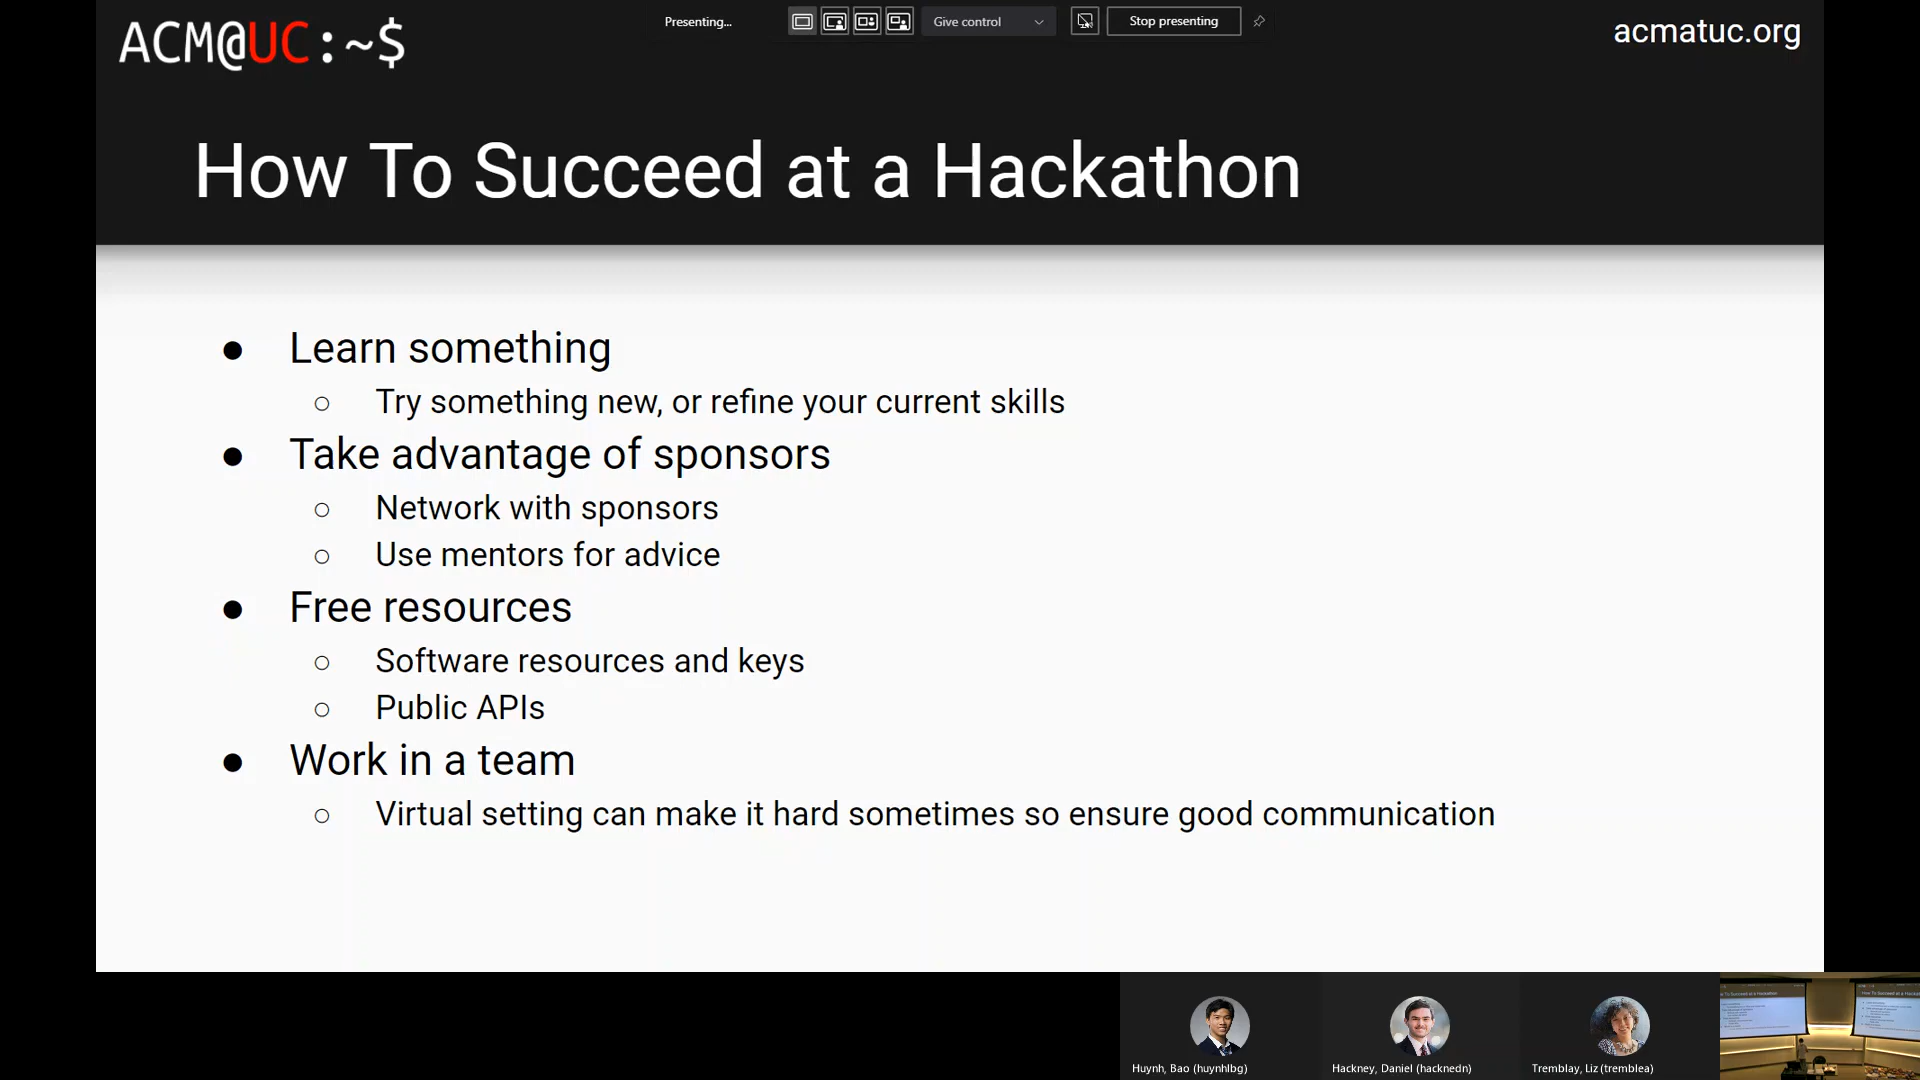 ACM@UC:~$
Presenting...
Give control
Stop presenting
acmatuc.org
How To Succeed at a Hackathon
● Learn something
○ Try something new, or refine your current skills
● Take advantage of sponsors
○ Network with sponsors
○ Use mentors for advice
● Free resources
○ Software resources and keys
○ Public APIs
● Work in a team
○ Virtual setting can make it hard sometimes so ensure good communication
Huynh, Bao (huynhlbg)
Hackney, Daniel (hacknedn)
Tremblay, Liz (tremblea)